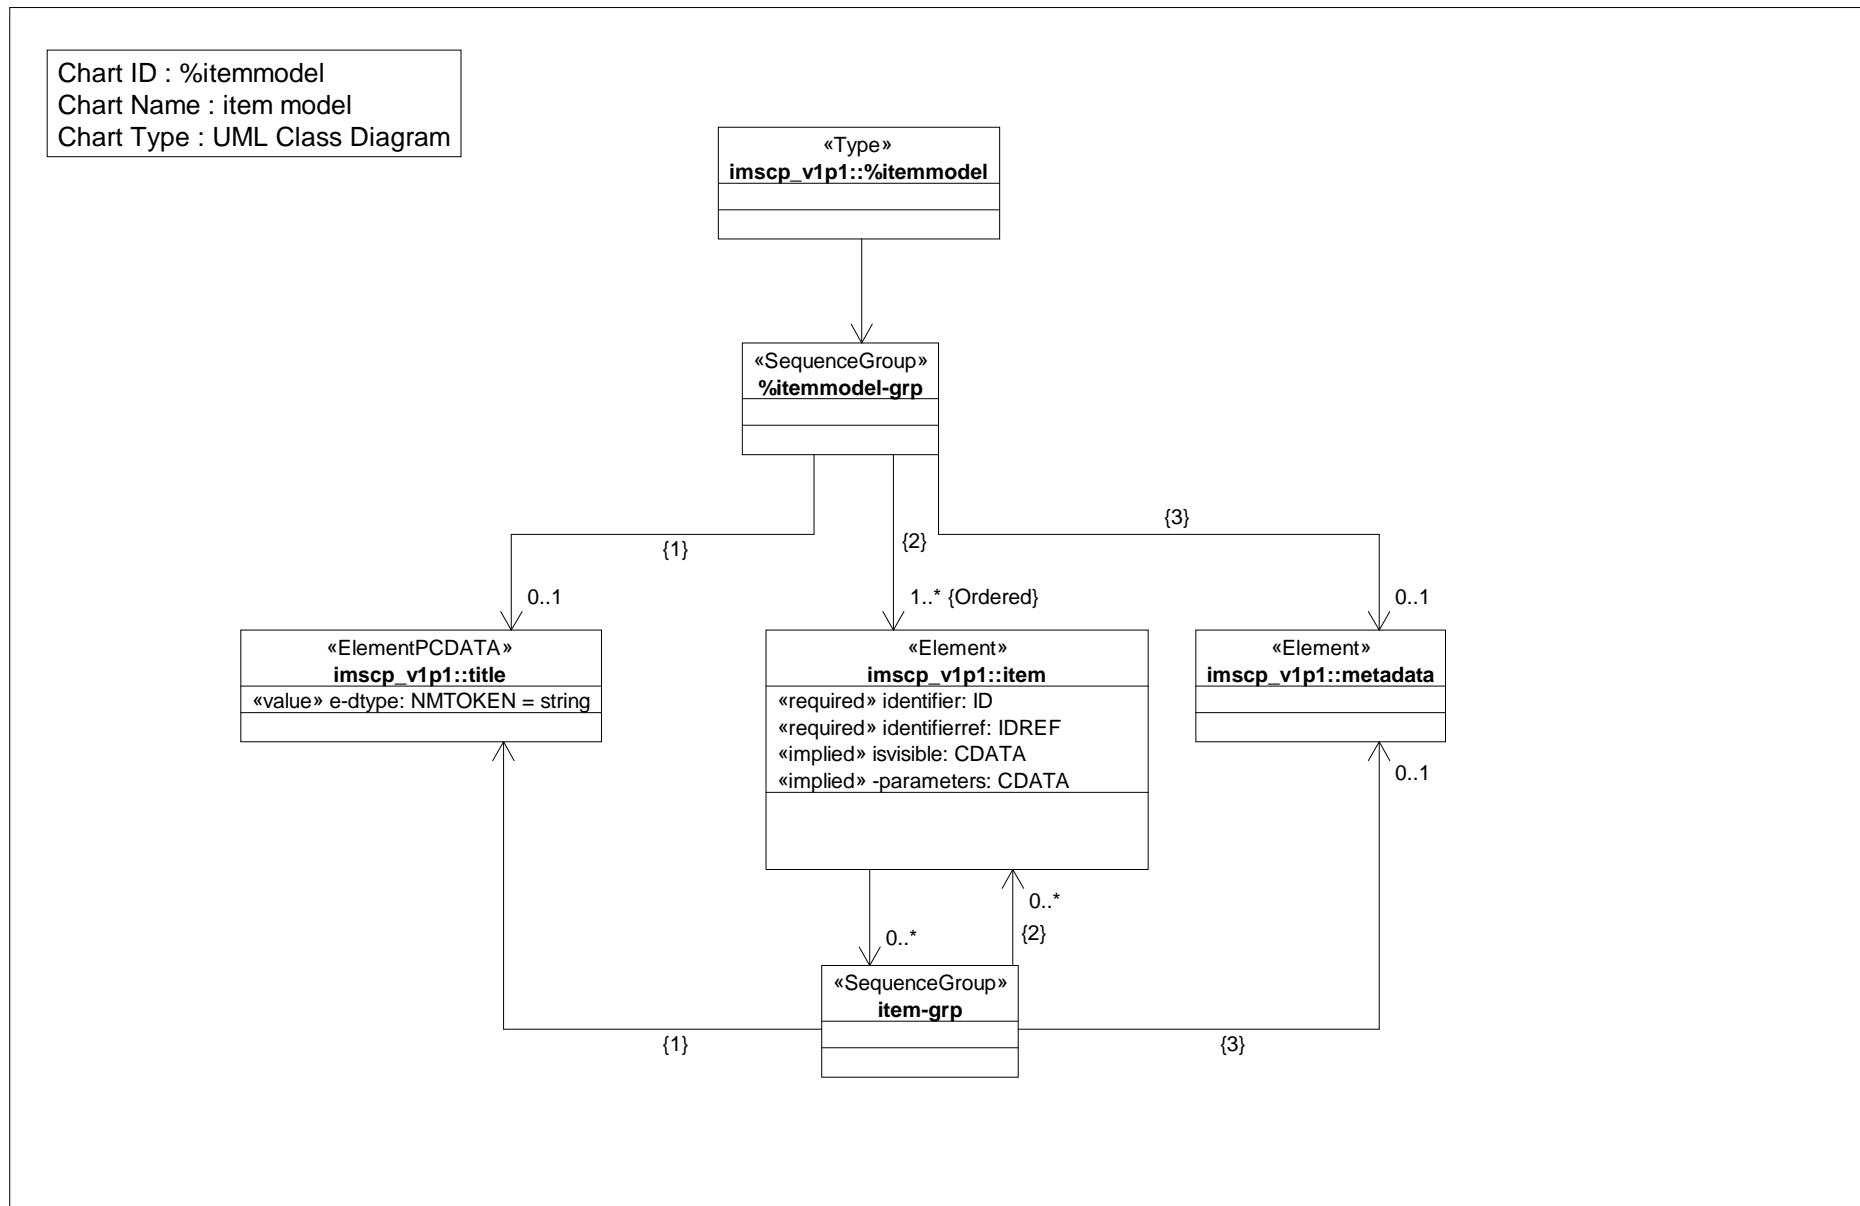 Chart ID : %itemmodel
Chart Name : item model
Chart Type : UML Class Diagram
«Type»
imscp_v1p1::%itemmodel
«SequenceGroup»
%itemmodel-grp
{1}
{2}
{3}
0..1
1..* {Ordered}
0..1
«ElementPCDATA»
imscp_v1p1::title
«value» e-dtype: NMTOKEN = string
«Element»
imscp_v1p1::item
«required» identifier: ID
«required» identifierref: IDREF
«implied» isvisible: CDATA
«implied» -parameters: CDATA
«Element»
imscp_v1p1::metadata
0..1
0..*
0..*
{2}
«SequenceGroup»
item-grp
{1}
{3}